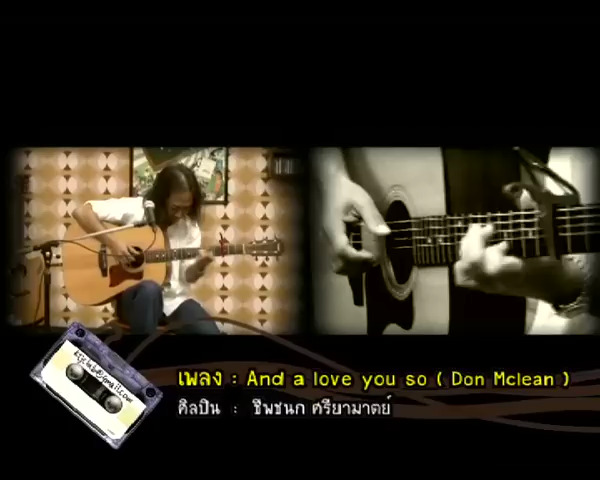 เพลง : And a love you so ( Don Mclean )
ศิลปิน : ชีพชนก ศรียามาตย์